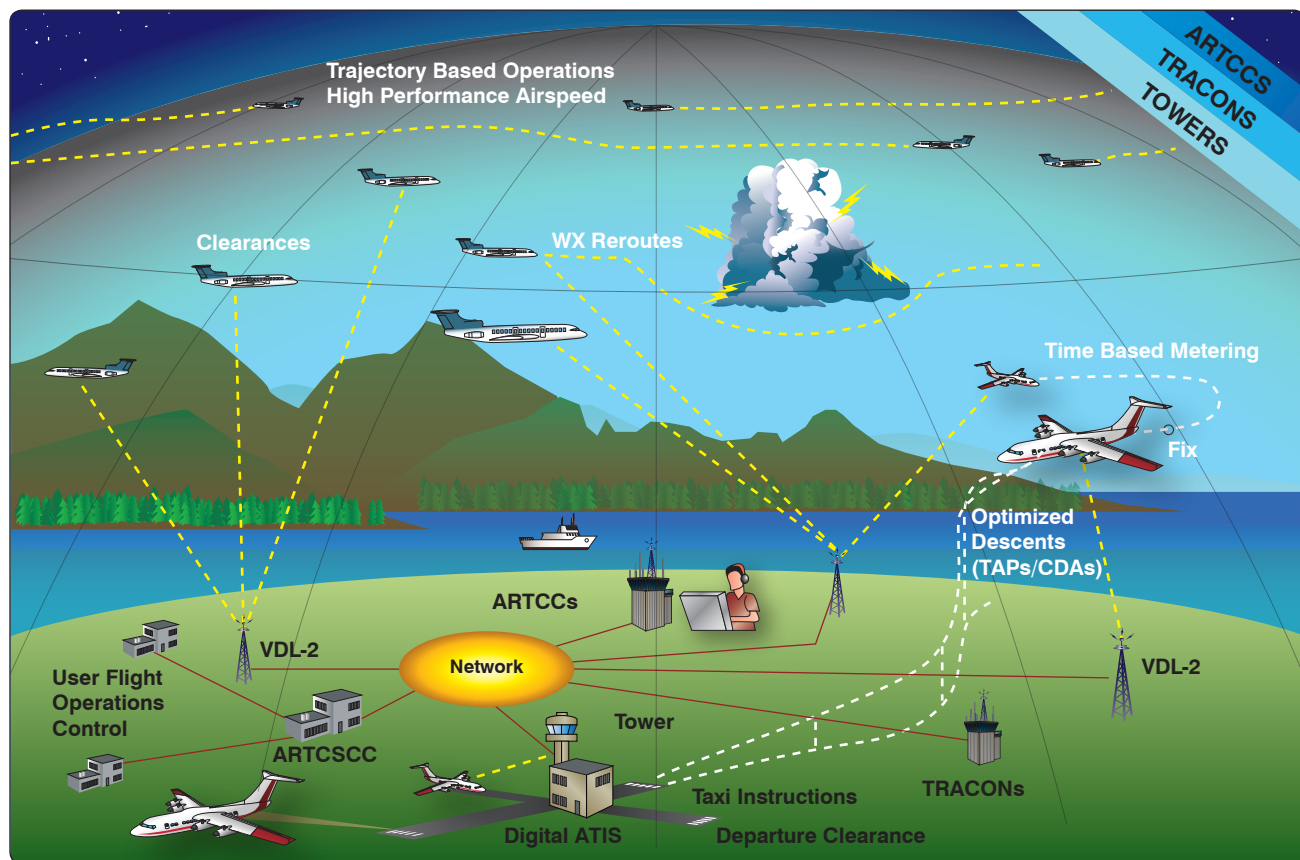 Trajectory Based Operations
High Performance Airspeed
ARTCCS
TRACONS
TOWERS
Clearances
WX Reroutes
Time Based Metering
Fix
Optimized
Descents
(TAPs/CDAs)
ARTCCs
VDL-2
Network
User Flight
Operations
Control
VDL-2
Tower
ARTCSCC
TRACONs
Taxi Instructions
Digital ATIS
Departure Clearance